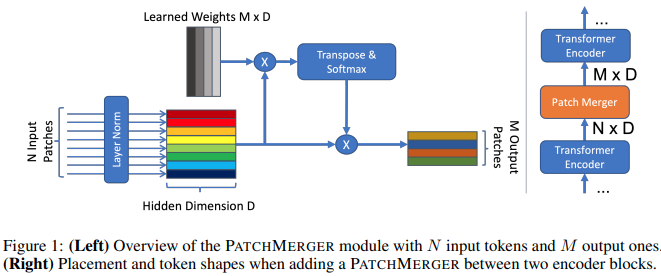 Learned Weights M x D
X
Transpose &
Softmax
N Input
Patches
Layer Norm
X
M Output
Patches
Hidden Dimension D
...
Transformer
Encoder
M x D
Patch Merger
N x D
Transformer
Encoder
...
Figure 1: (Left) Overview of the PATCHMERGER module with N input tokens and M output ones.
(Right) Placement and token shapes when adding a PATCHMERGER between two encoder blocks.